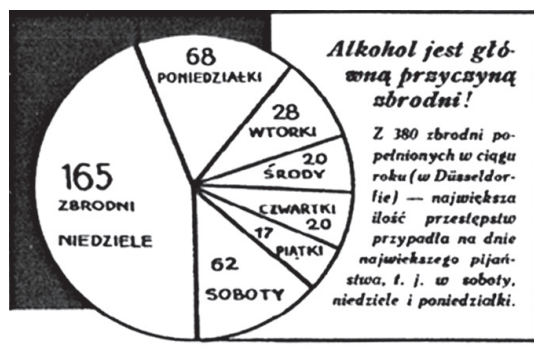 68
PONIEDZIAŁKI
28
WTORKI
20
ŚRODY
CZWARTKI
20
17
PIĄTKI
62
SOBOTY
165
ZBRODNI
NIEDZIELE
Alkohol jest głó-
wną przyczyną
zbrodni!
Z 380 zbrodni po-
pełnionych w ciągu
roku (w Düsseldor-
fie) — największa
ilość przestępstw
przypadła na dnie
największego pijań-
stwa, t. j. w soboty,
niedziele i poniedziałki.